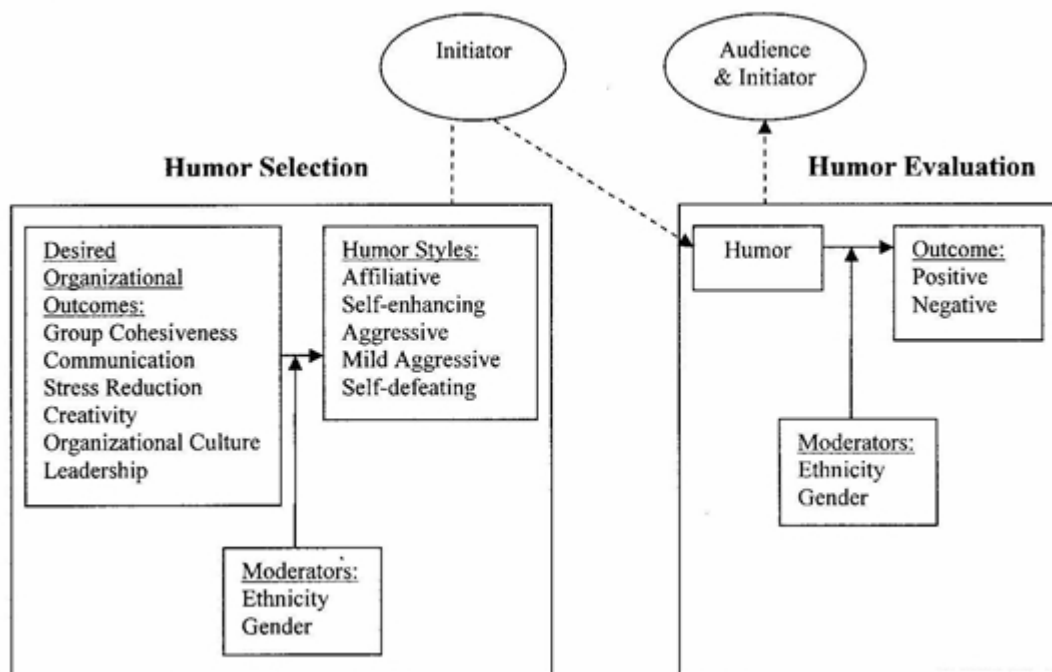 Initiator
Audience
& Initiator
Humor Selection
Humor Evaluation
Desired
Organizational
Outcomes:
Group Cohesiveness
Communication
Stress Reduction
Creativity
Organizational Culture
Leadership
Humor Styles:
Affiliative
Self-enhancing
Aggressive
Mild Aggressive
Self-defeating
Moderators:
Ethnicity
Gender
Humor
Outcome:
Positive
Negative
Moderators:
Ethnicity
Gender